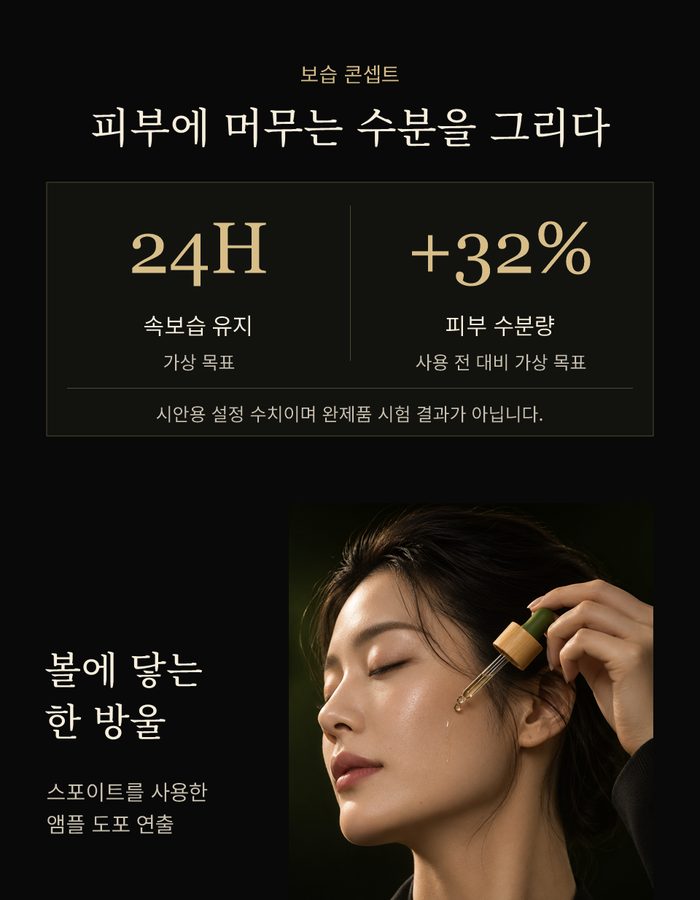 보습 콘셉트
피부에 머무는 수분을 그리다
24H
+32%
속보습 유지
피부 수분량
가상 목표
사용 전 대비 가상 목표
시안용 설정 수치이며 완제품 시험 결과가 아닙니다.
볼에 닿는
한 방울
스포이트를 사용한
앰플 도포 연출